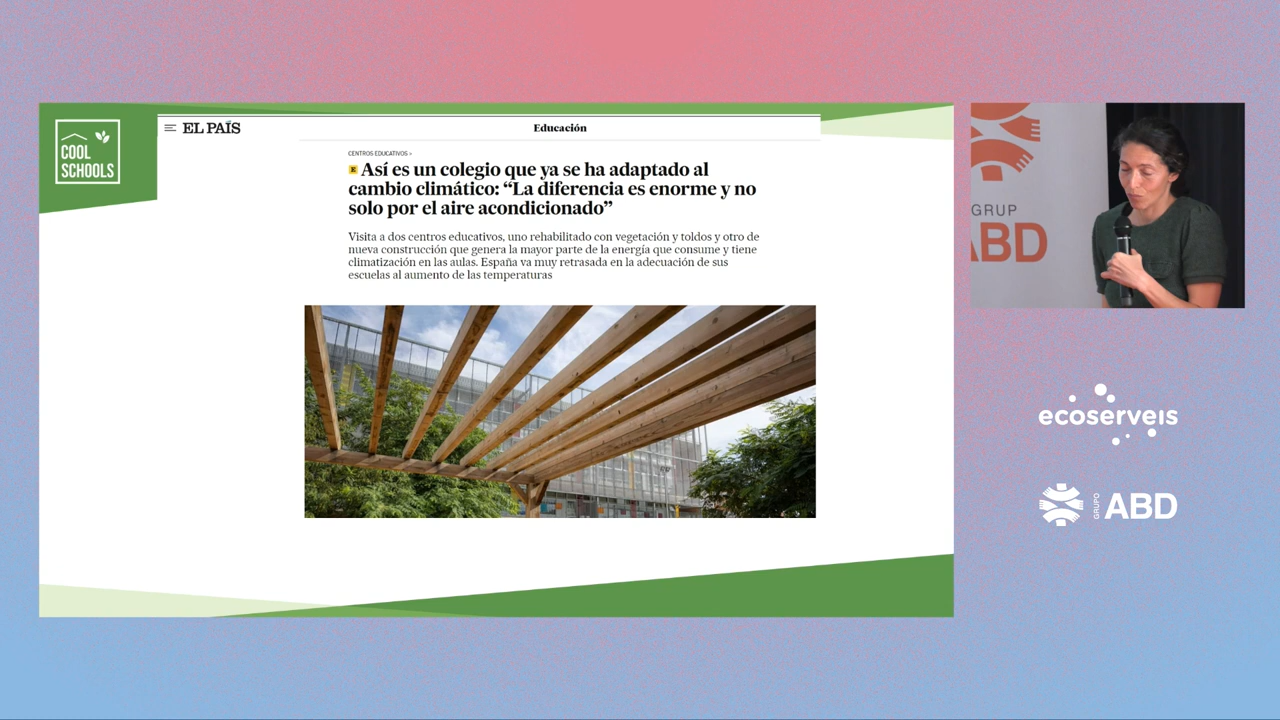 COOL
SCHOOLS
EL PAÍS
Educación
CENTROS EDUCATIVOS >
E Así es un colegio que ya se ha adaptado al
cambio climático: “La diferencia es enorme y no
solo por el aire acondicionado”
Visita a dos centros educativos, uno rehabilitado con vegetación y toldos y otro de
nueva construcción que genera la mayor parte de la energía que consume y tiene
climatización en las aulas. España va muy retrasada en la adecuación de sus
escuelas al aumento de las temperaturas
GRUP
ABD
ecoserveis
GRUPO
ABD